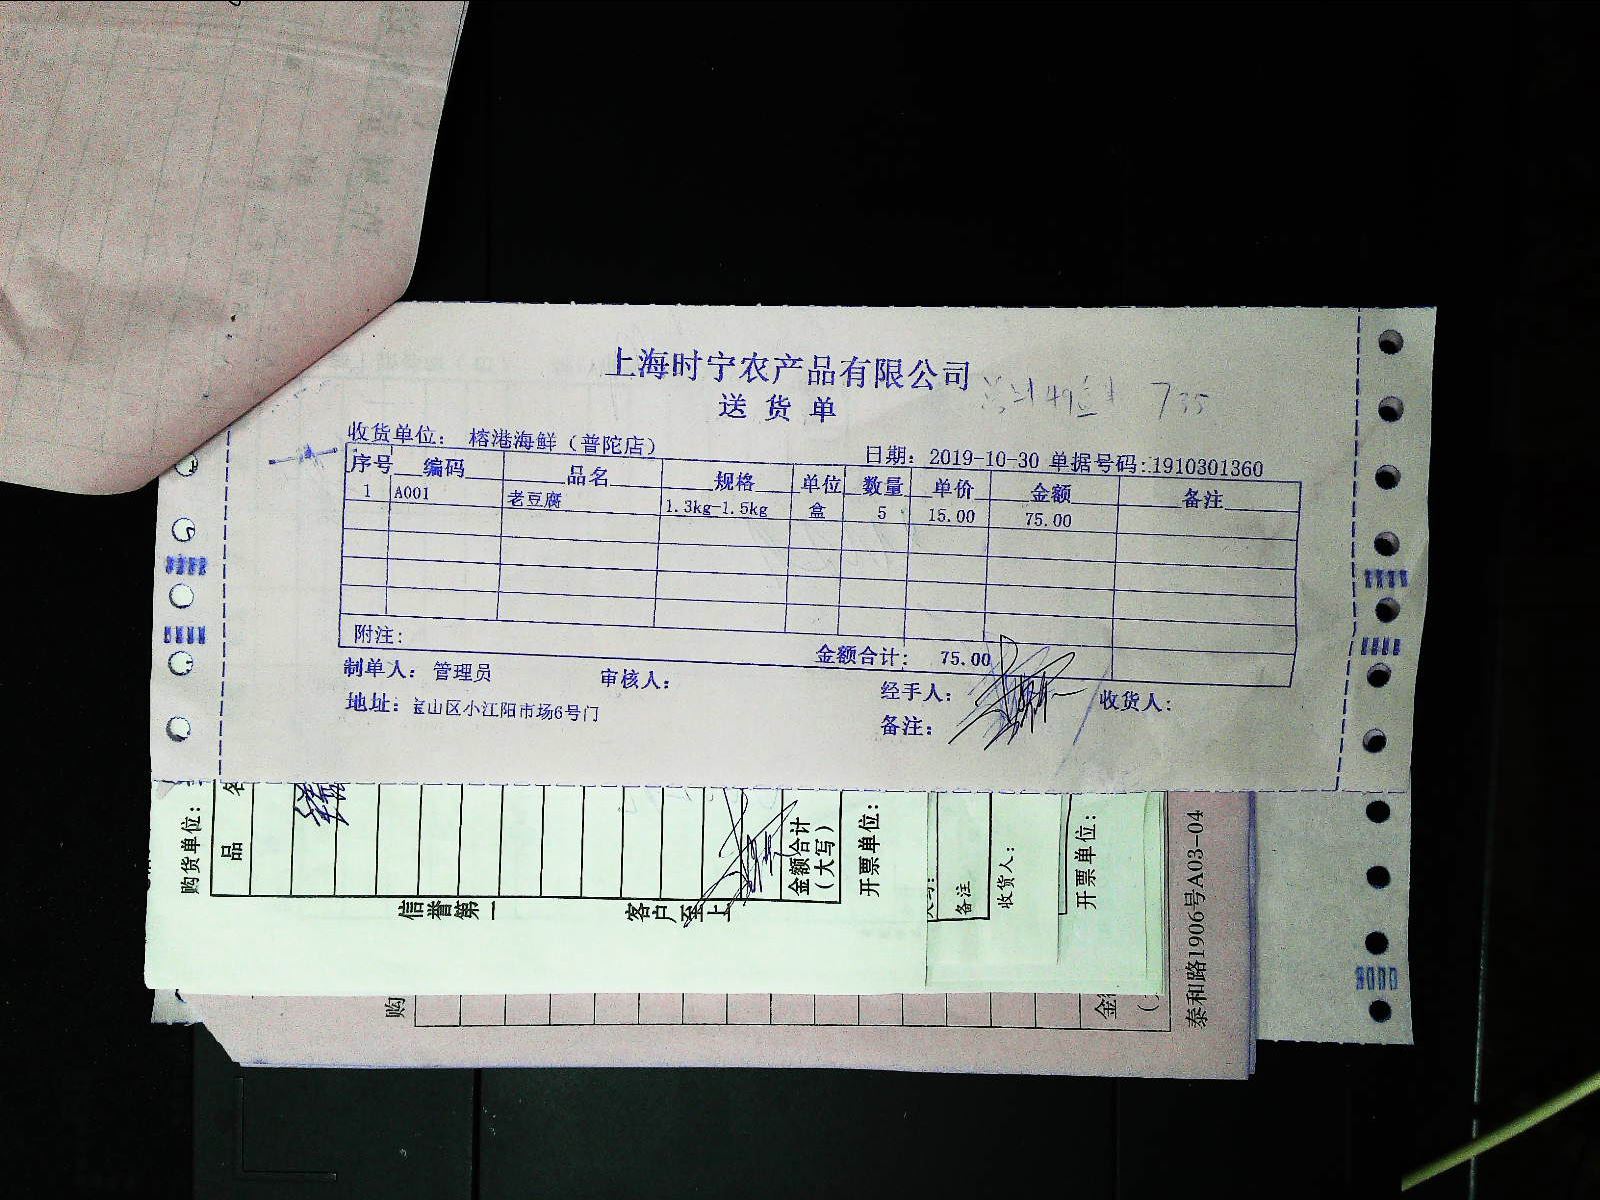 上海时宁农产品有限公司
送 货 单
735
收货单位： 榕港海鲜（普陀店）
日期： 2019-10-30 单据号码:1910301360
序号 编码 品名 规格 单位 数量 单价 金额 备注
1 A001 老豆腐 1.3kg-1.5kg 盒 5 15.00 75.00
附注:
金额合计: 75.00
制单人: 管理员 审核人: 经手人: 收货人:
地址: 宝山区小江阳市场6号门
备注:
购货单位:
品 名
信誉第一
客户至上
金额合计
(大写)
开票单位:
备注
收货人:
开票单位:
购
金
泰和路1906号A03-04